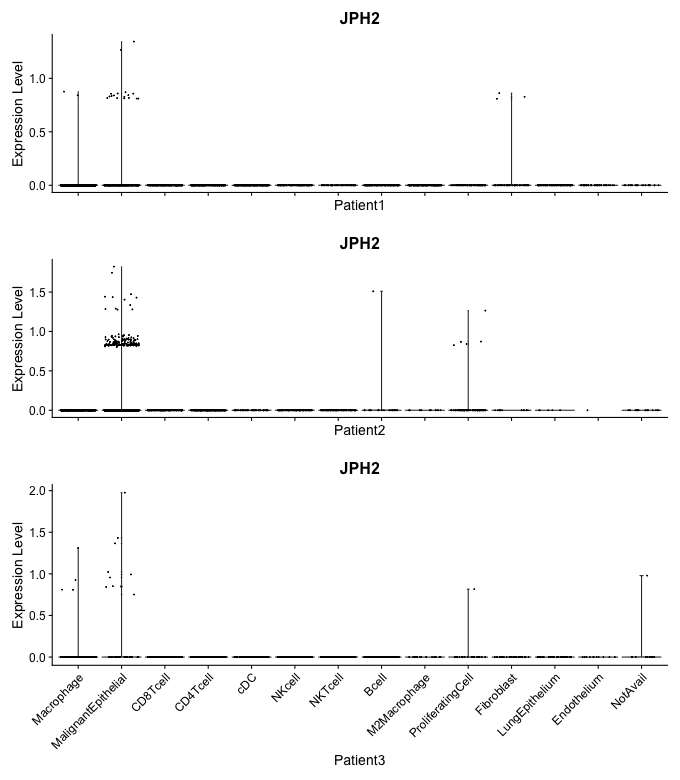 JPH2
Expression Level
1.0
0.5
0.0
Patient1
JPH2
Expression Level
1.5
1.0
0.5
0.0
Patient2
JPH2
Expression Level
2.0
1.5
1.0
0.5
0.0
Macrophage
MalignantEpithelial
CD8Tcell
CD4Tcell
cDC
NKcell
NKTcell
Bcell
M2Macrophage
ProliferatingCell
Fibroblast
LungEpithelium
Endothelium
NotAvail
Patient3